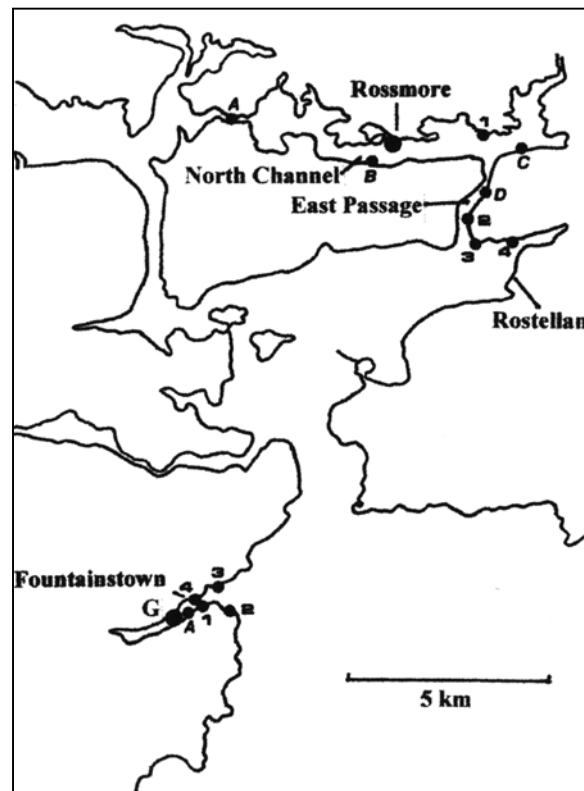 A
Rossmore
1
C
North Channel
B
East Passage
D
2
3
4
Rostellan
Fountainstown
3
4
G
A
1
2
5 km